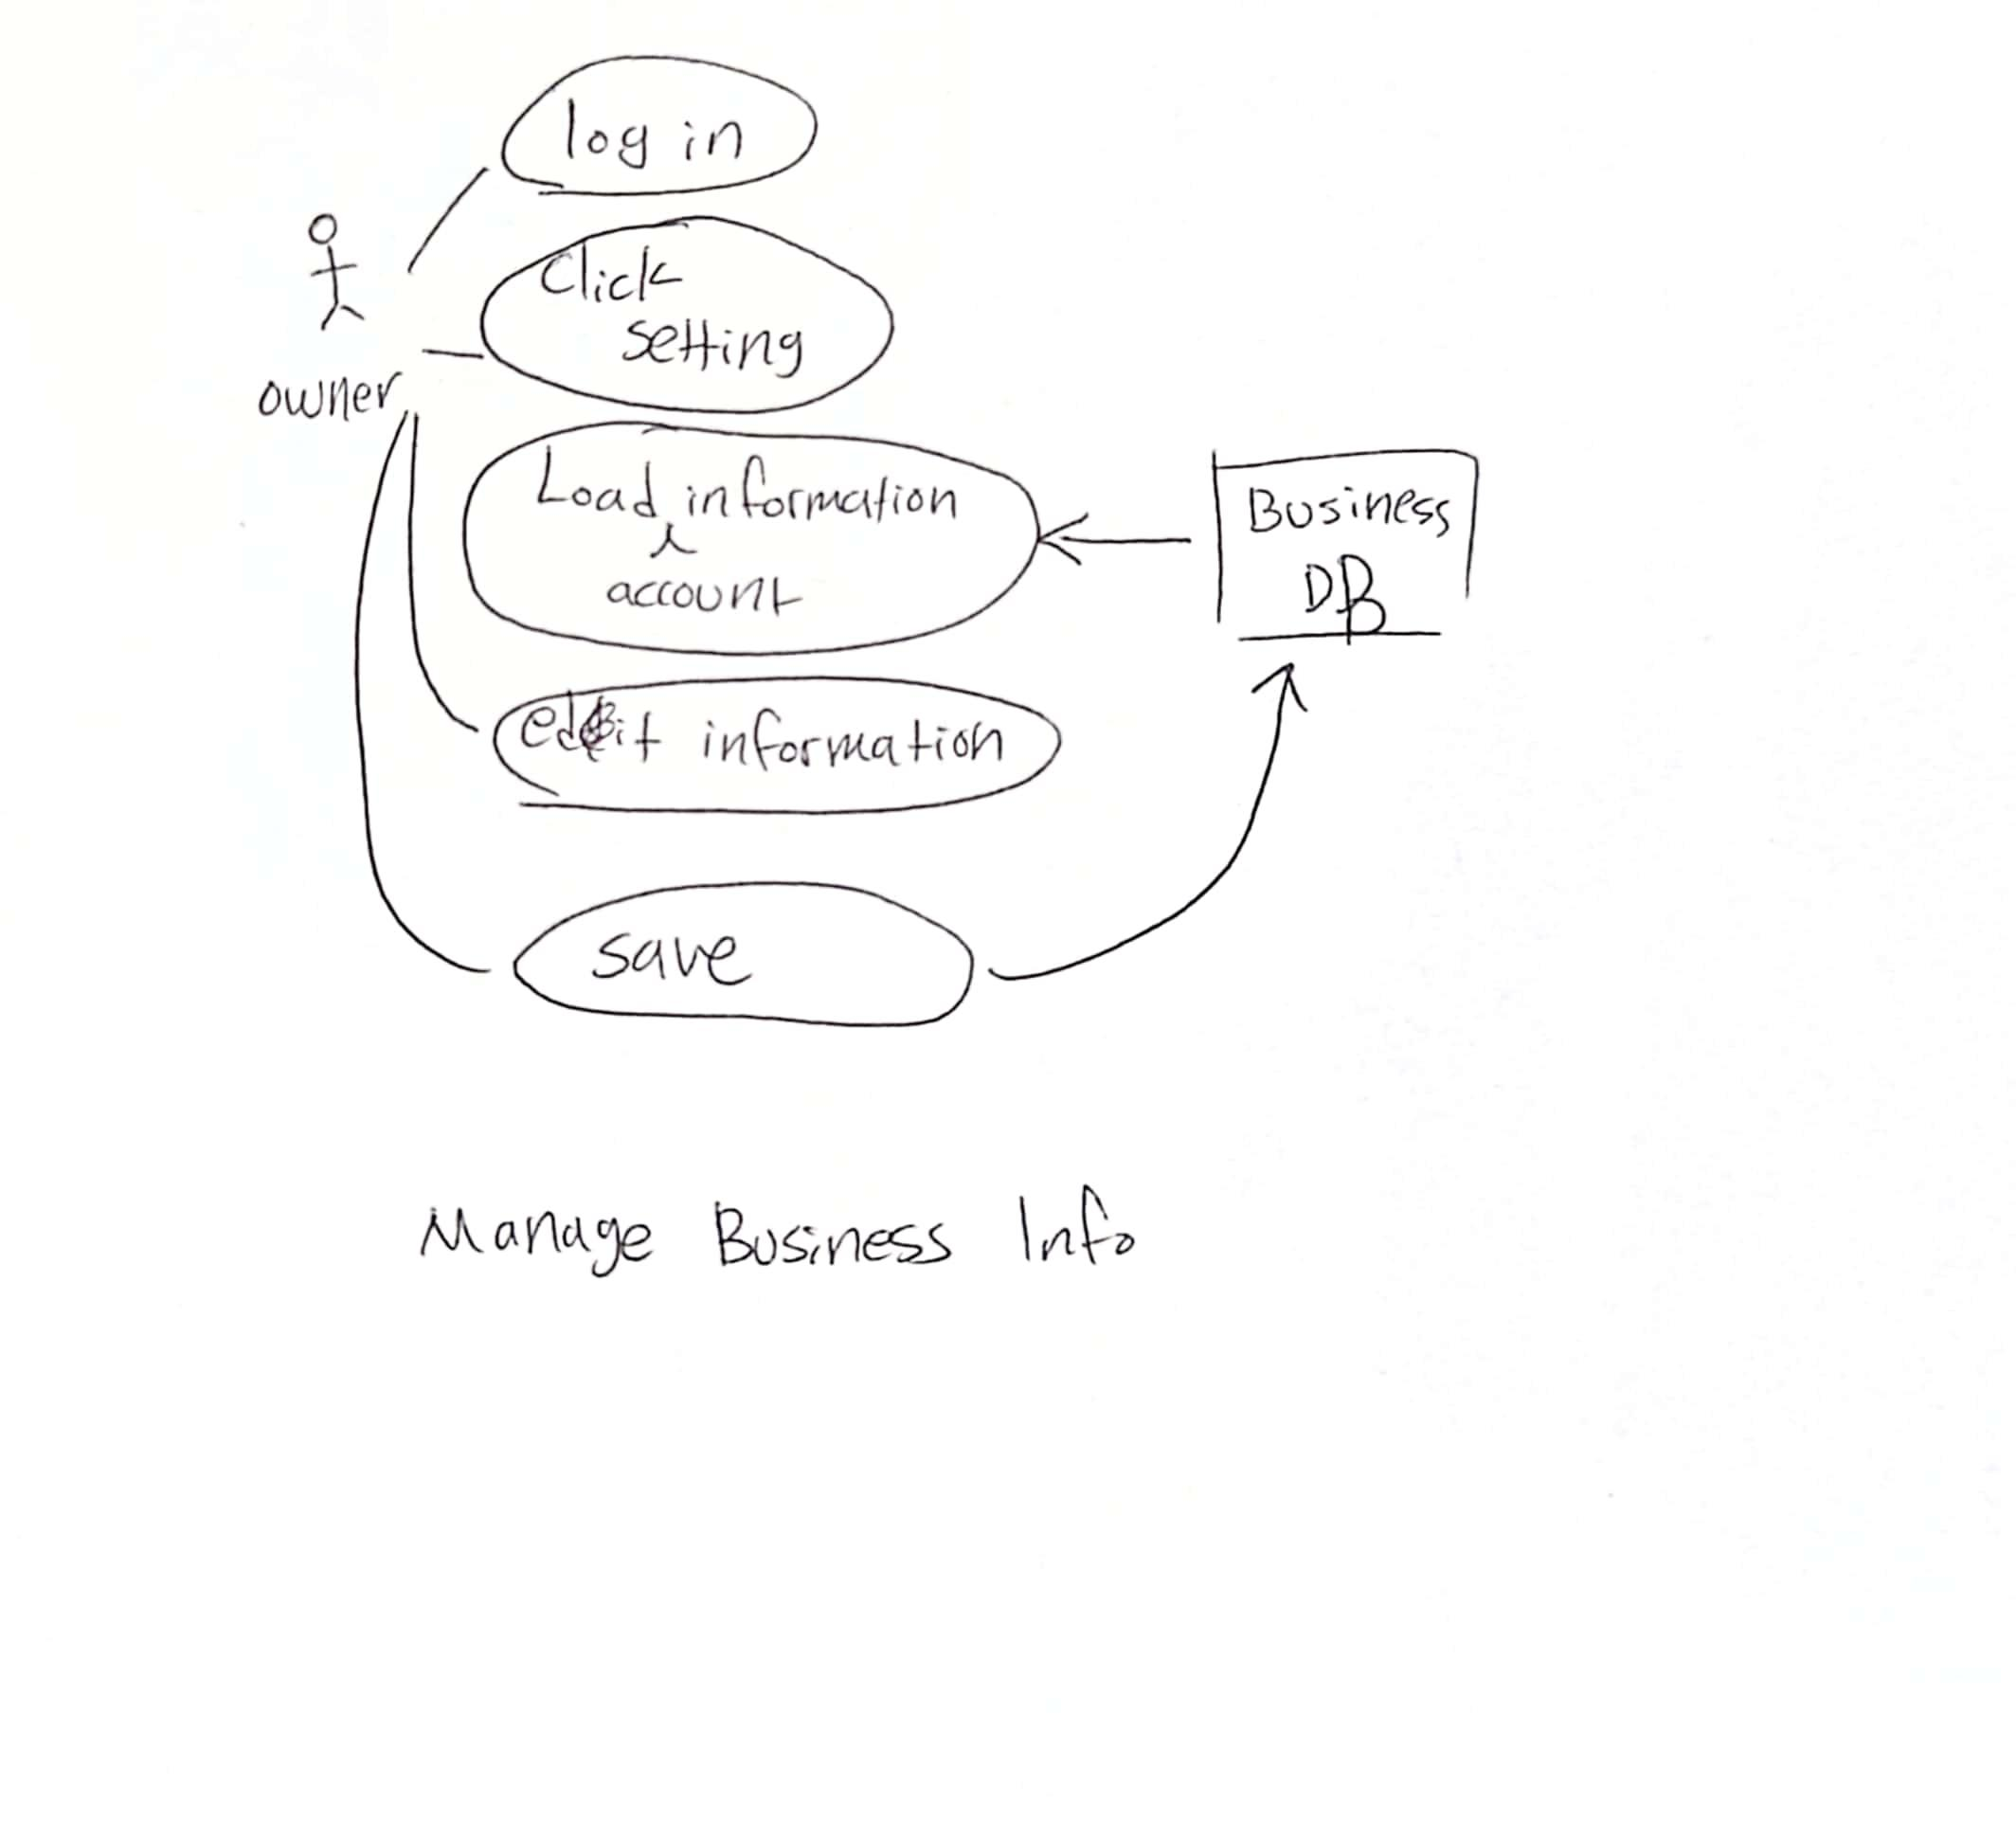 log in
Click
setting
owner
Load information
account
Business
DB
edit information
save
Manage Business Info